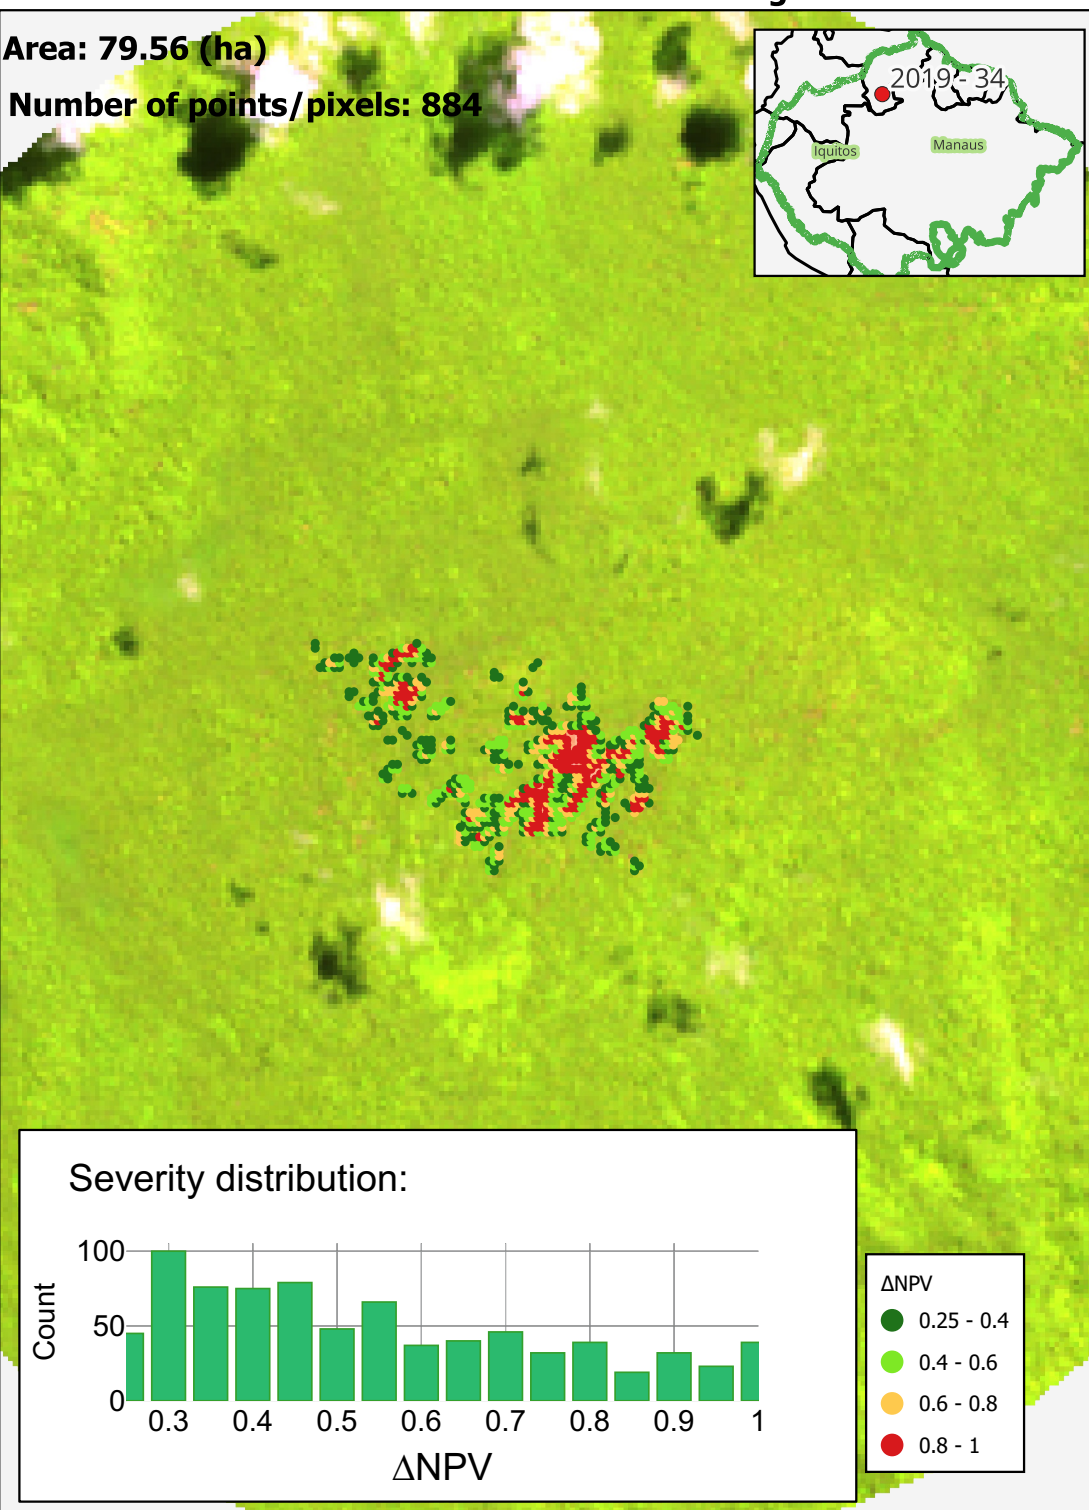 Area: 79.56 (ha)
Number of points/pixels: 884
2019 - 34
Iquitos
Manaus
Severity distribution:
100
50
0
Count
0.3 0.4 0.5 0.6 0.7 0.8 0.9 1
ΔNPV
ΔNPV
0.25 - 0.4
0.4 - 0.6
0.6 - 0.8
0.8 - 1